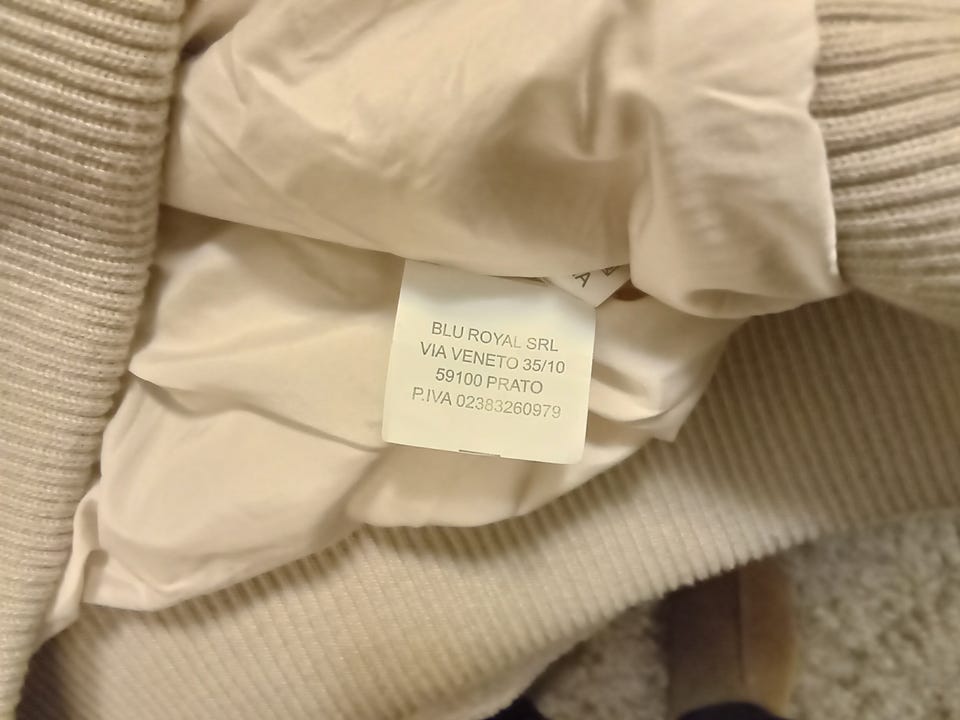 BLU ROYAL SRL
VIA VENETO 35/10
59100 PRATO
P.IVA 02383260979